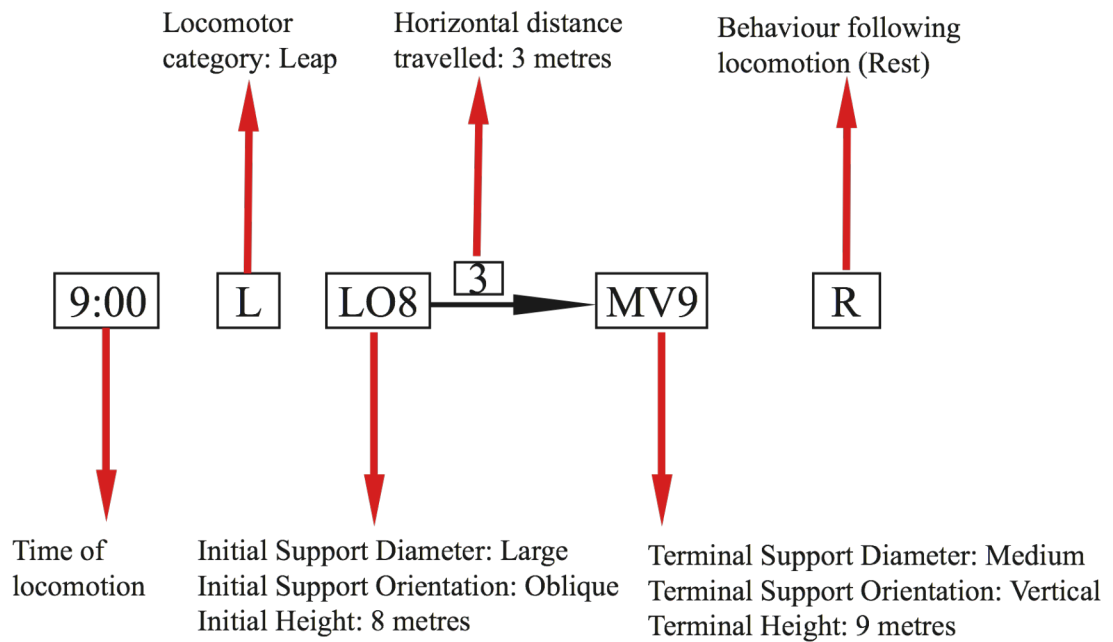 Locomotor
category: Leap
Horizontal distance
travelled: 3 metres
Behaviour following
locomotion (Rest)
9:00
L
LO8
3
MV9
R
Time of
locomotion
Initial Support Diameter: Large
Initial Support Orientation: Oblique
Initial Height: 8 metres
Terminal Support Diameter: Medium
Terminal Support Orientation: Vertical
Terminal Height: 9 metres